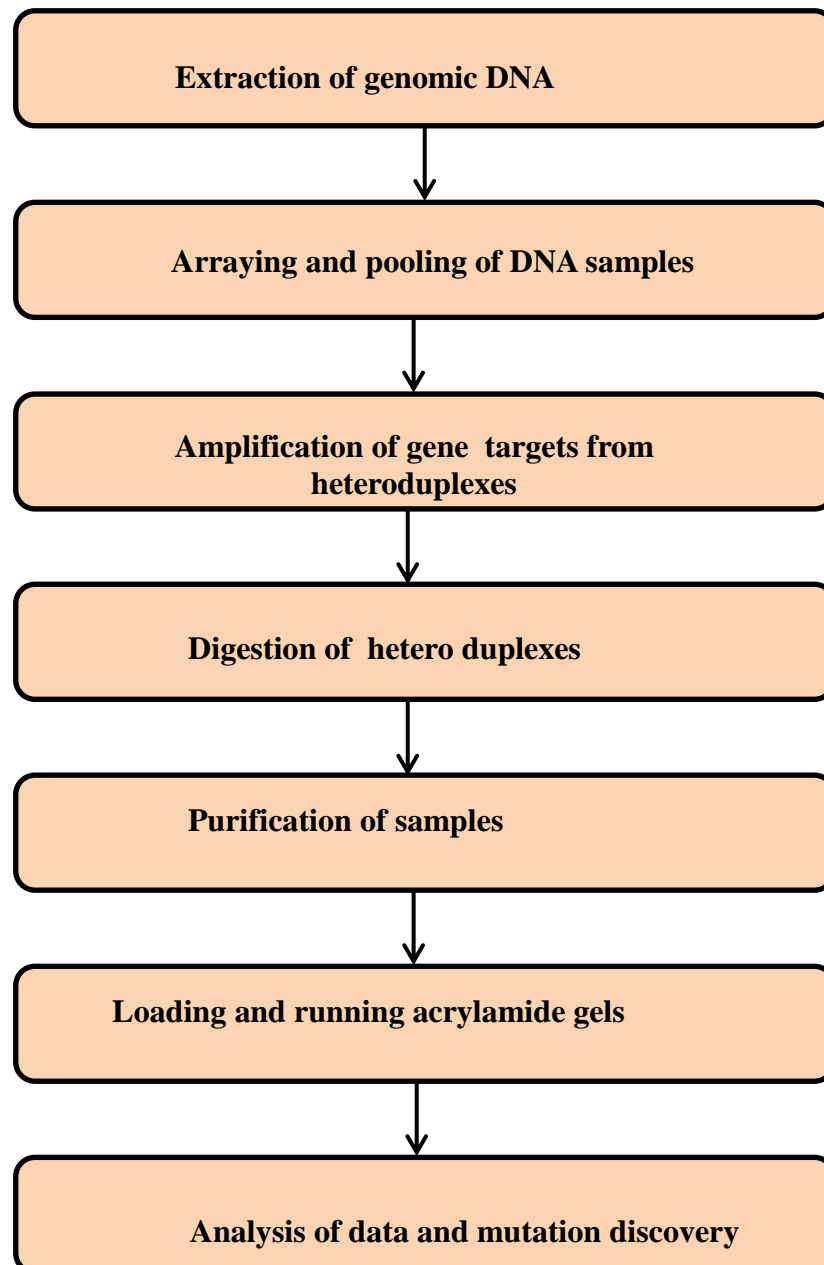 Extraction of genomic DNA
Arraying and pooling of DNA samples
Amplification of gene targets from
heteroduplexes
Digestion of hetero duplexes
Purification of samples
Loading and running acrylamide gels
Analysis of data and mutation discovery